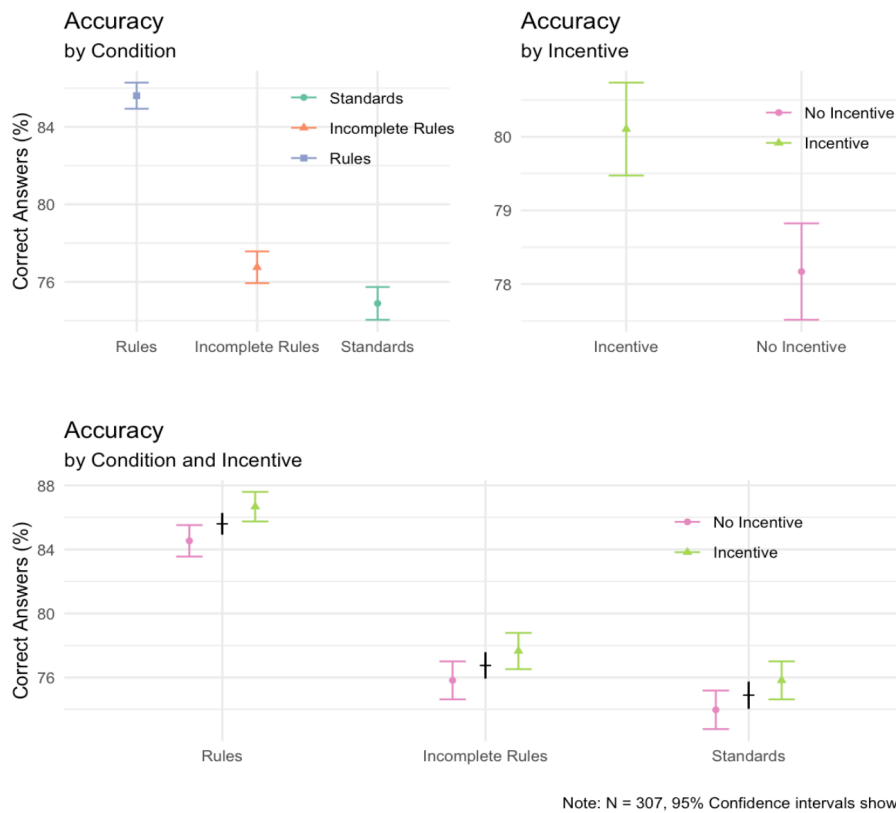 Accuracy
by Condition
Correct Answers (%)
84
80
76
Standards
Incomplete Rules
Rules
Rules
Incomplete Rules
Standards
Accuracy
by Incentive
80
79
78
No Incentive
Incentive
Incentive
No Incentive
Accuracy
by Condition and Incentive
Correct Answers (%)
88
84
80
76
No Incentive
Incentive
Rules
Incomplete Rules
Standards
Note: N = 307, 95% Confidence intervals show